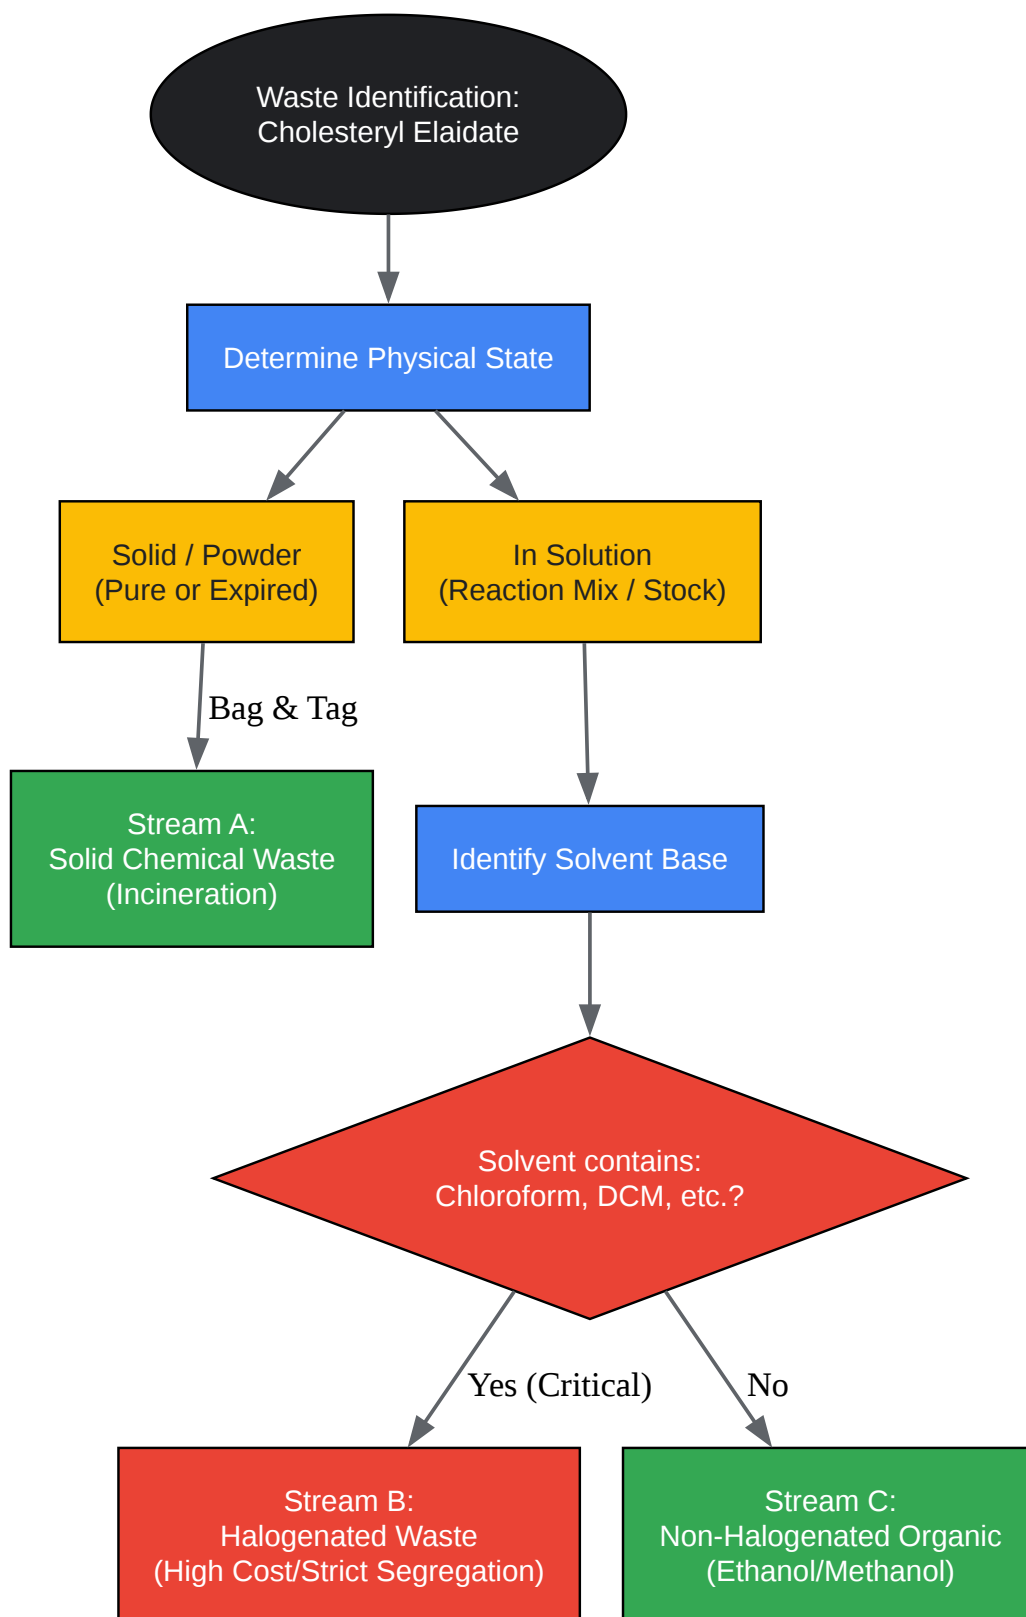 Waste Identification:
Cholesteryl Elaidate
Determine Physical State
Solid / Powder
(Pure or Expired)
In Solution
(Reaction Mix / Stock)
Bag & Tag
Stream A:
Solid Chemical Waste
(Incineration)
Identify Solvent Base
Solvent contains:
Chloroform, DCM, etc.?
Yes (Critical)
No
Stream B:
Halogenated Waste
(High Cost/Strict Segregation)
Stream C:
Non-Halogenated Organic
(Ethanol/Methanol)